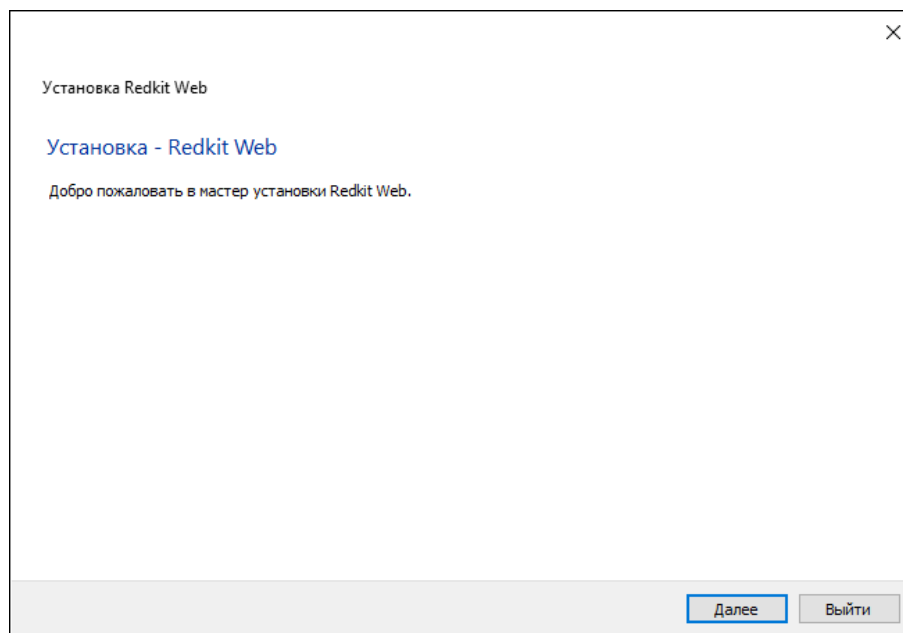 Установка Redkit Web
Установка - Redkit Web
Добро пожаловать в мастер установки Redkit Web.
Далее
Выйти